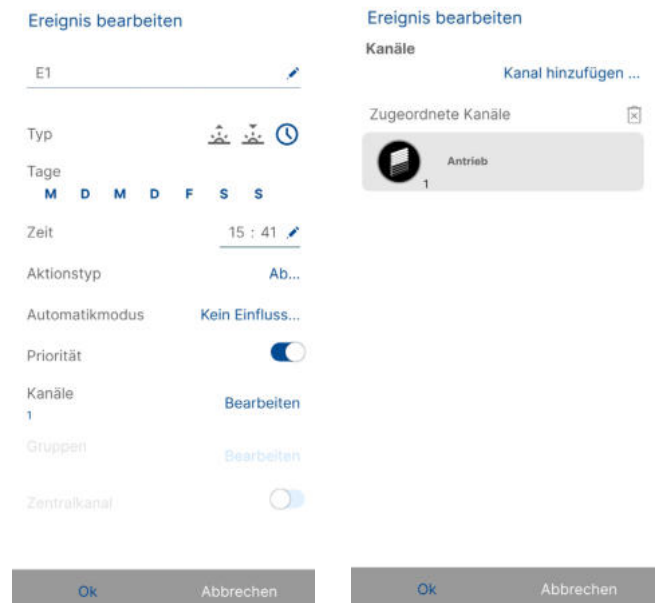 Ereignis bearbeiten
E1
Typ
Tage
M D M D F S S
Zeit 15 : 41
Aktionstyp Ab...
Automatikmodus Kein Einfluss...
Priorität
Kanäle
1 Bearbeiten
Gruppen Bearbeiten
Zentralkanal
Ok Abbrechen
Ereignis bearbeiten
Kanäle
Kanal hinzufügen ...
Zugeordnete Kanäle
Antrieb
1
Ok Abbrechen